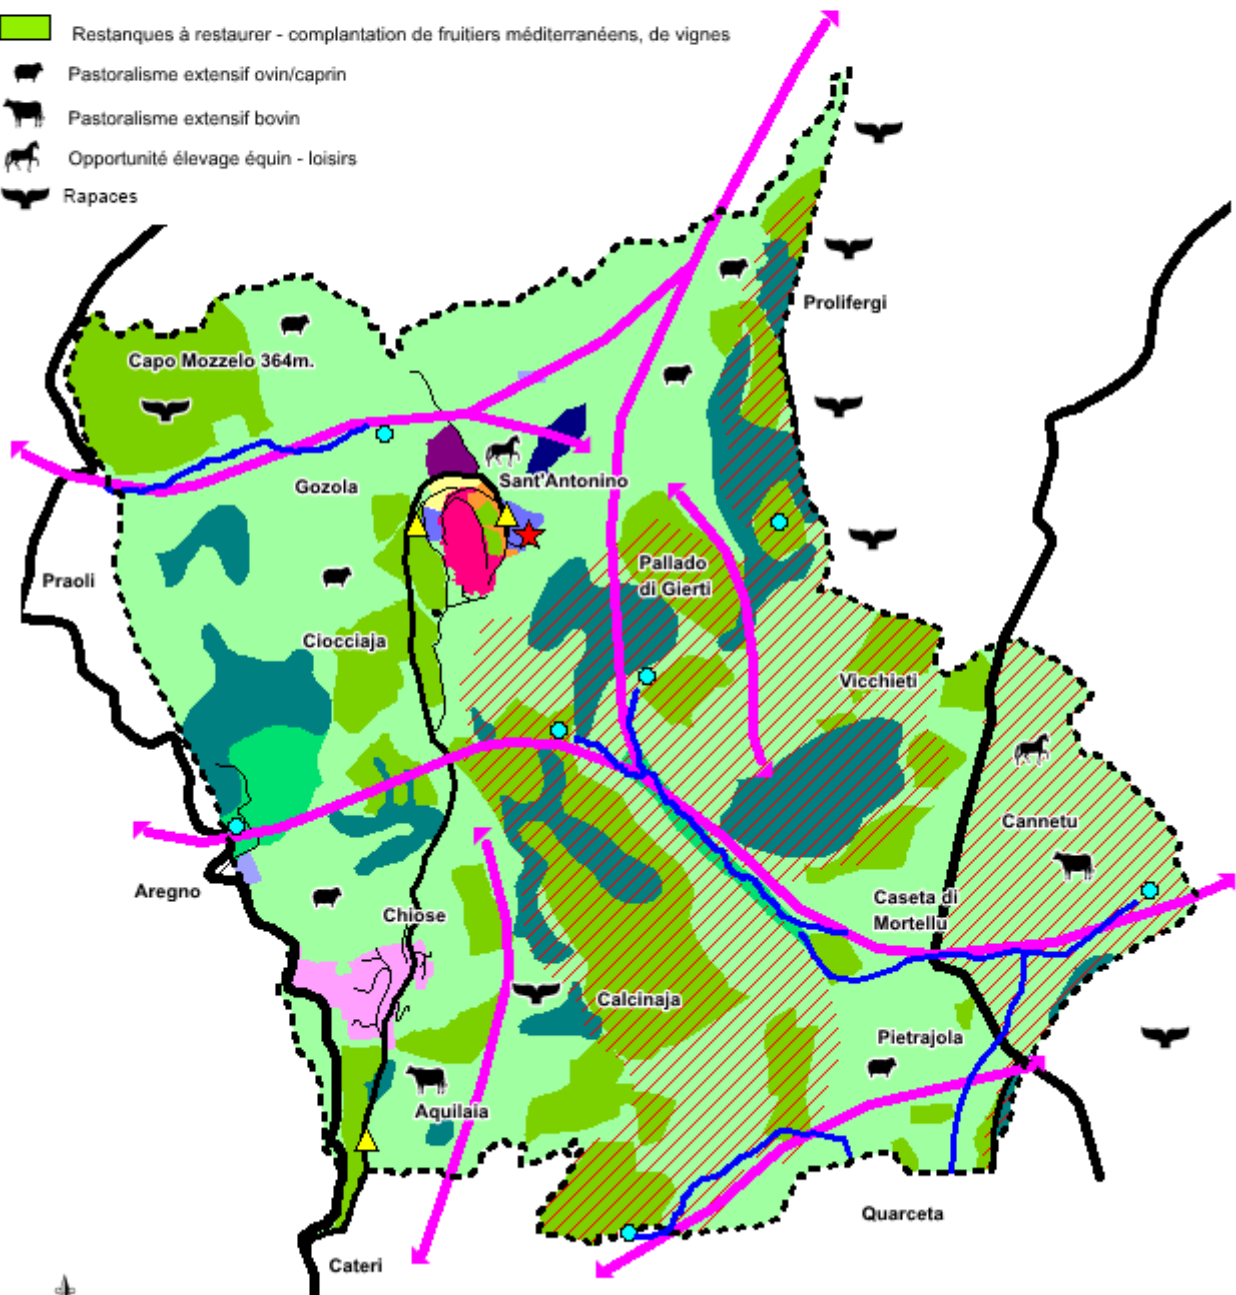 Restanques à restaurer - complantation de fruitiers méditerranéens, de vignes
Pastoralisme extensif ovin/caprin
Pastoralisme extensif bovin
Opportunité élevage équin - loisirs
Rapaces
Prolifergi
Capo Mozzelo 364m.
Gozola
Sant'Antonino
Praoli
Pallado
di Gierti
Ciocciaja
Vicchieti
Cannetu
Aregno
Chiose
Caseta di
Mortellu
Calcinaja
Pietrajola
Aquilaia
Quarceta
Cateri